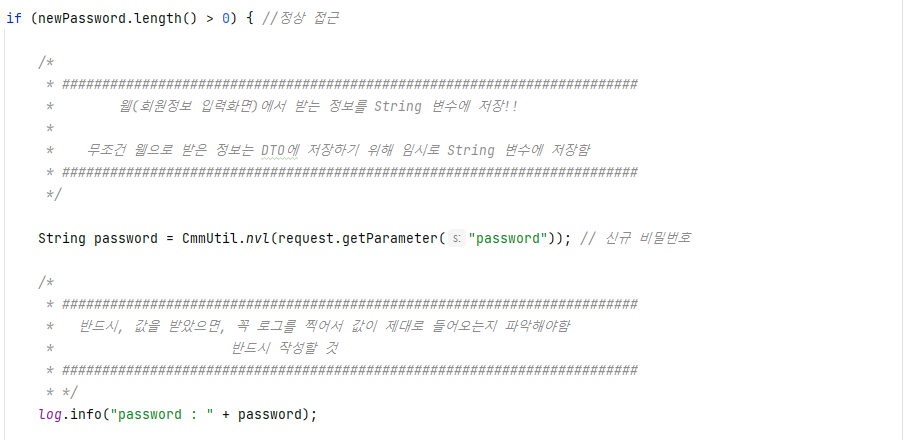 if (newPassword.length() > 0) { //정상 접근
/*
* ########################################################################
* 웹(회원정보 입력화면)에서 받는 정보를 String 변수에 저장!!
*
* 무조건 웹으로 받은 정보는 DTO에 저장하기 위해 임시로 String 변수에 저장함
* ########################################################################
*/
String password = CmmUtil.nvl(request.getParameter( s: "password")); // 신규 비밀번호
/*
* ########################################################################
* 반드시, 값을 받았으면, 꼭 로그를 찍어서 값이 제대로 들어오는지 파악해야함
* 반드시 작성할 것
* ########################################################################
* */
log.info("password : " + password);